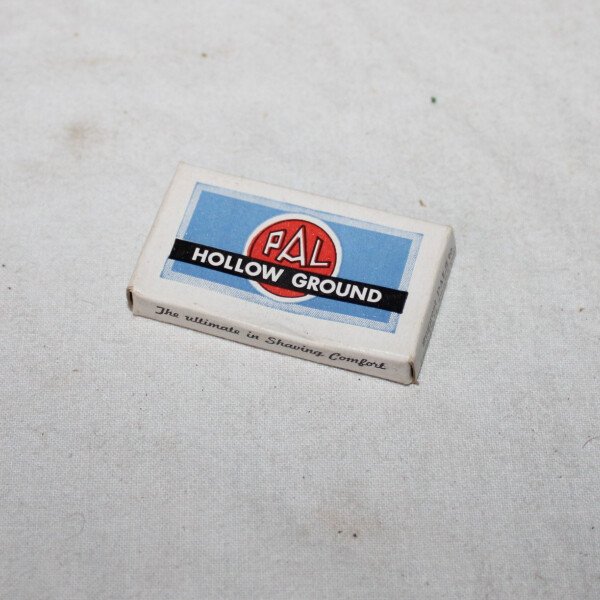 PAL
HOLLOW GROUND
The ultimate in Shaving Comfort